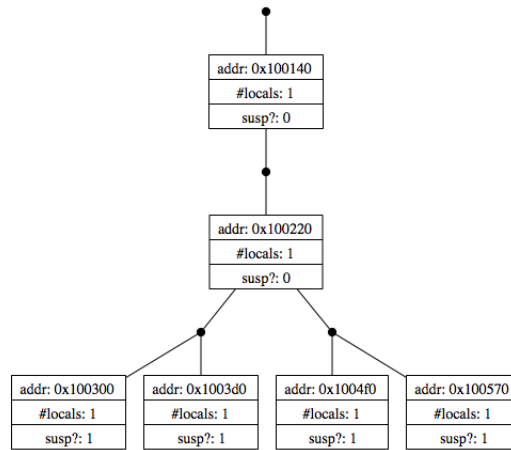 addr: 0x100140
#locals: 1
susp?: 0
addr: 0x100220
#locals: 1
susp?: 0
addr: 0x100300
#locals: 1
susp?: 1
addr: 0x1003d0
#locals: 1
susp?: 1
addr: 0x1004f0
#locals: 1
susp?: 1
addr: 0x100570
#locals: 1
susp?: 1